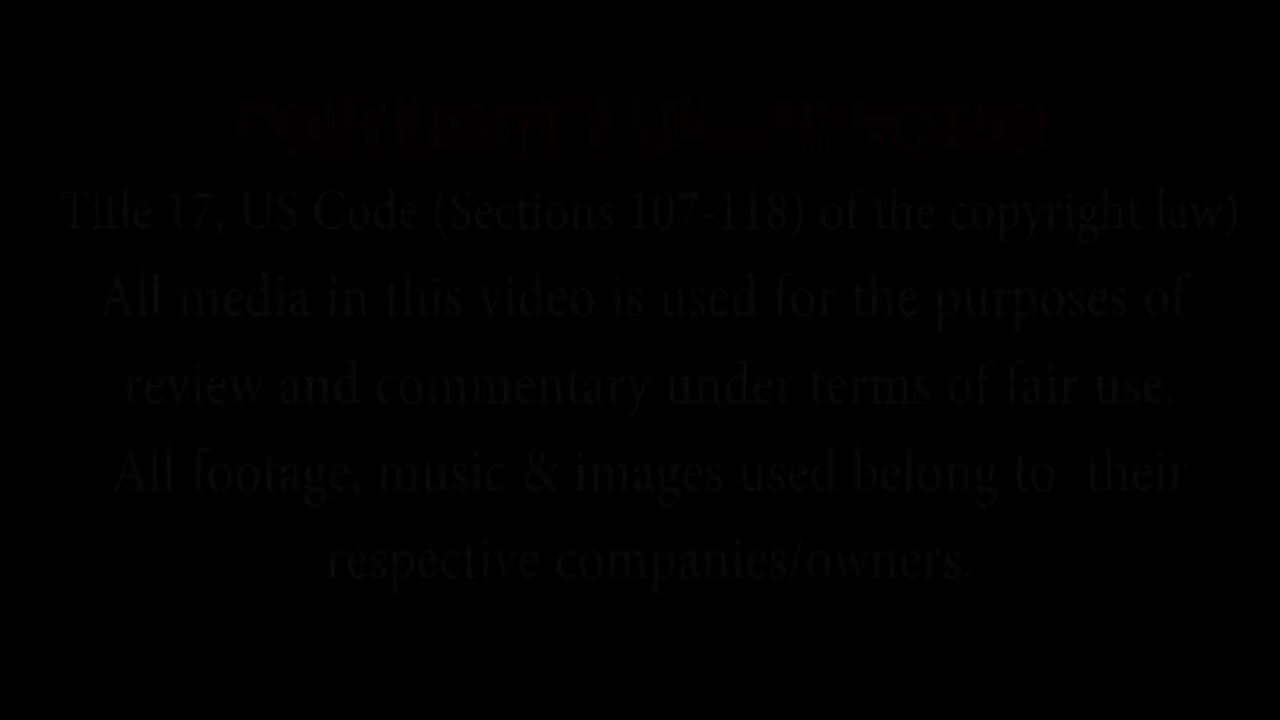 Title 17, US Code (Sections 107-118) of the copyright law)
All media in this video is used for the purposes of
review and commentary under terms of fair use.
All footage, music & images used belong to their
respective companies/owners.